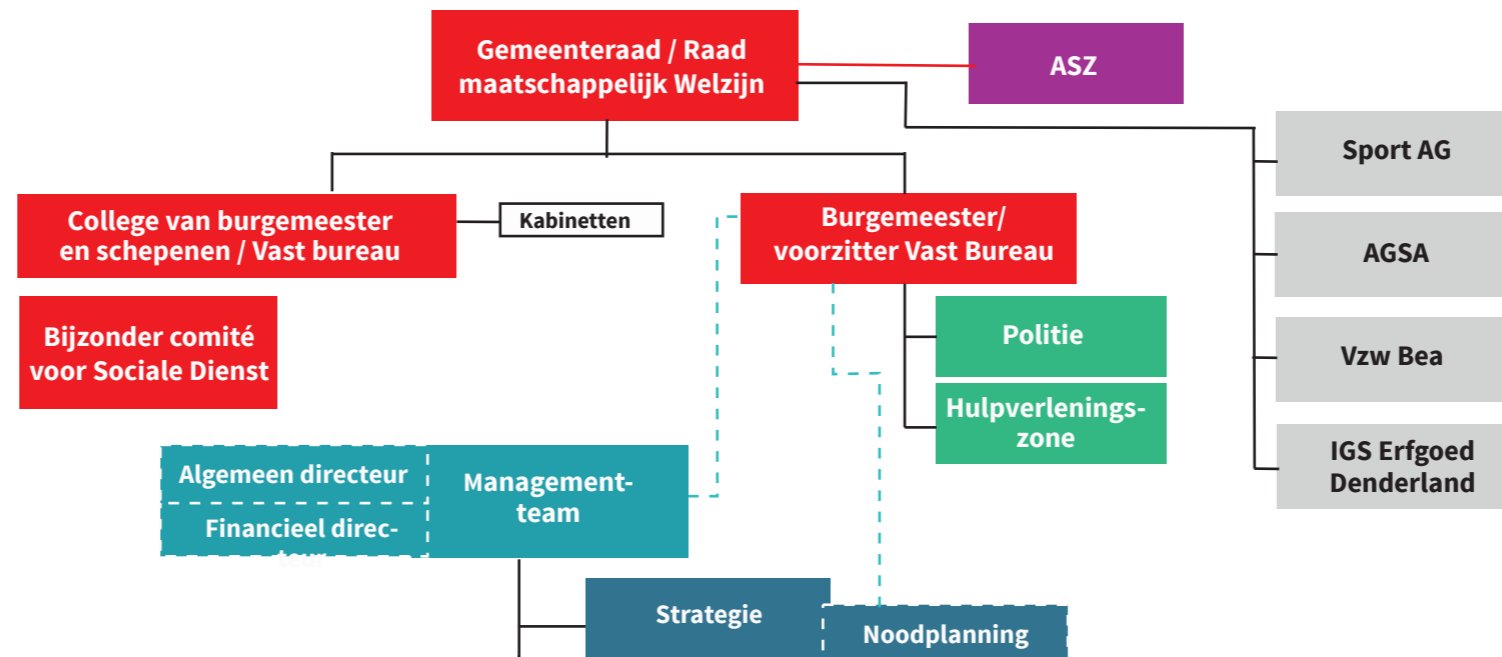 Gemeenteraad / Raad
maatschappelijk Welzijn
ASZ
Sport AG
College van burgemeester
en schepenen / Vast bureau
Kabinetten
Burgemeester/
voorzitter Vast Bureau
AGSA
Bijzonder comité
voor Sociale Dienst
Politie
Vzw Bea
Hulpverlenings-
zone
IGS Erfgoed
Denderland
Algemeen directeur
Management-
team
Financieel direc-
teur
Strategie
Noodplanning